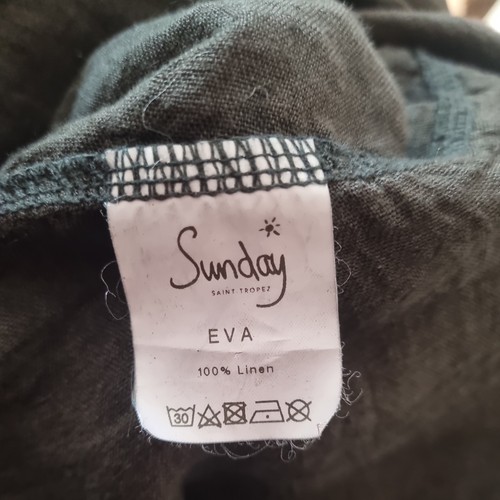 Sunday
SAINT TROPEZ
EVA
100% Linen
30